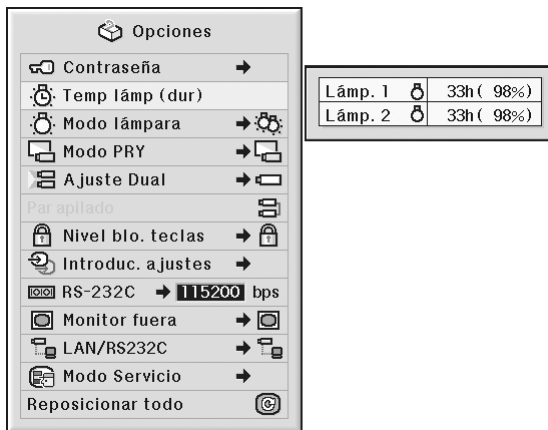 Opciones
Contraseña
Temp lámp (dur)
Modo lámpara
Modo PRY
Ajuste Dual
Par apilado
Nivel blo. teclas
Introduc. ajustes
RS-232C 115200 bps
Monitor fuera
LAN/RS232C
Modo Servicio
Reposicionar todo
Lámp. 1 33h ( 98%)
Lámp. 2 33h ( 98%)